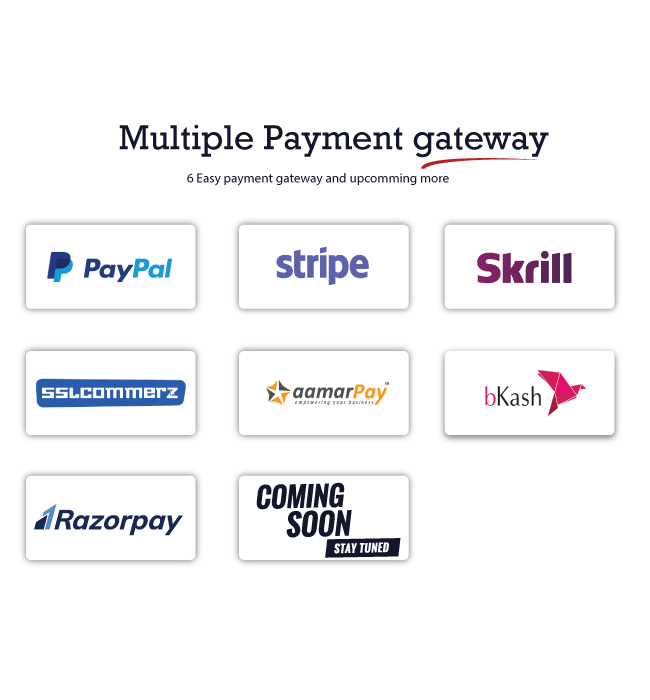 Multiple Payment gateway
6 Easy payment gateway and upcomming more
PayPal
stripe
Skrill
SSLCOMMERZ
aamarPay TM
empowering your business
bKash
Razorpay
COMING
SOON
STAY TUNED